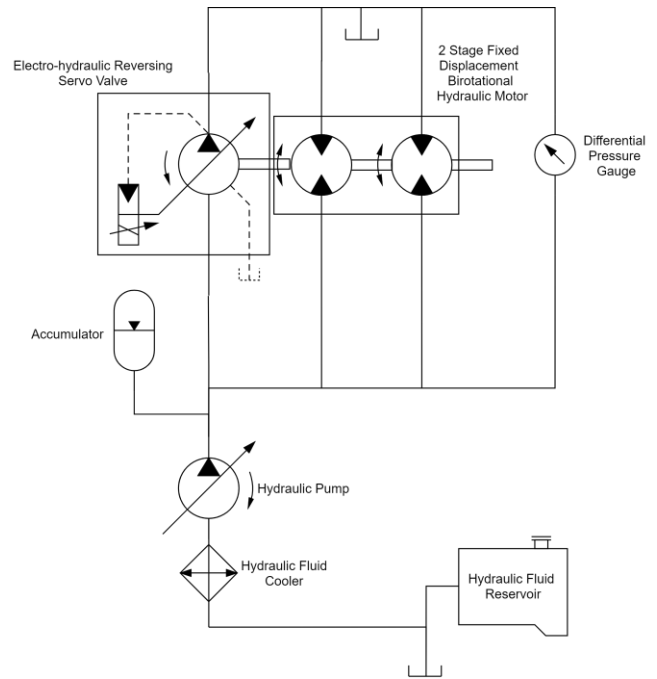 Electro-hydraulic Reversing
Servo Valve
2 Stage Fixed
Displacement
Birotational
Hydraulic Motor
Differential
Pressure
Gauge
Accumulator
Hydraulic Pump
Hydraulic Fluid
Cooler
Hydraulic Fluid
Reservoir